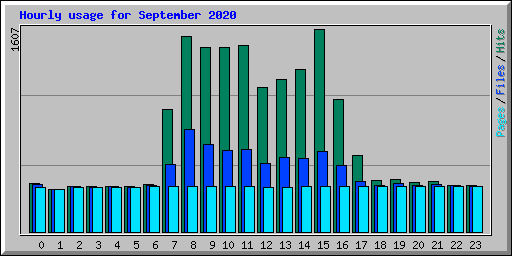 Hourly usage for September 2020
1607
Pages/Files/Hits
0 1 2 3 4 5 6 7 8 9 10 11 12 13 14 15 16 17 18 19 20 21 22 23